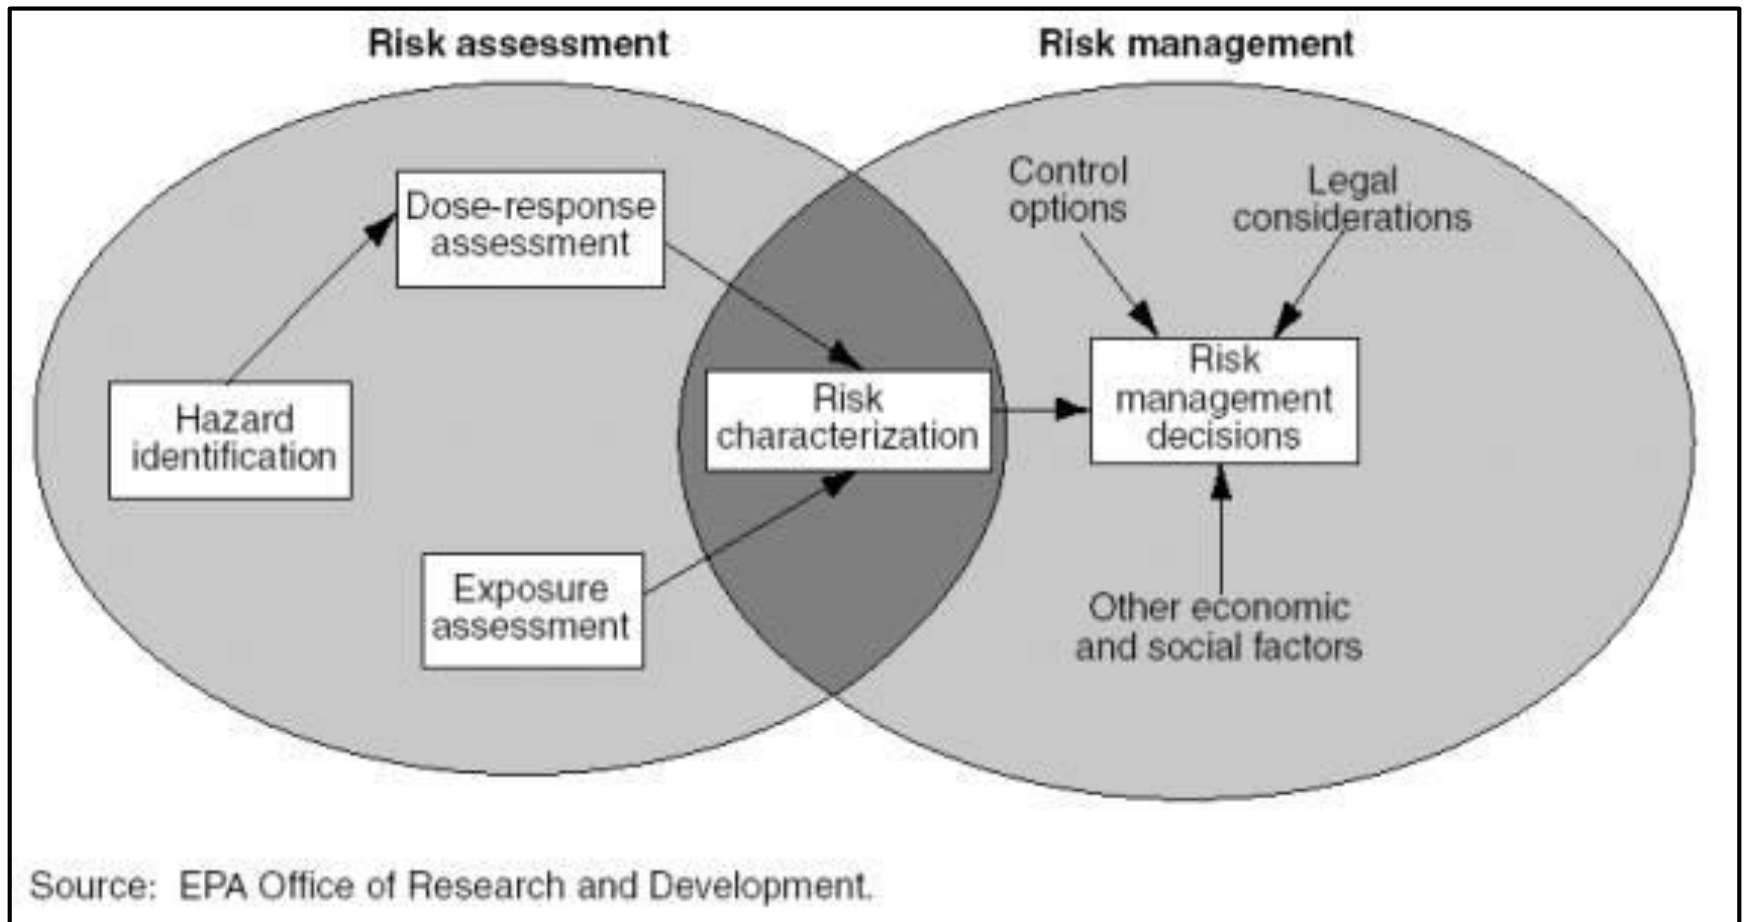 Risk assessment
Risk management
Dose-response
assessment
Control
options
Legal
considerations
Hazard
identification
Risk
characterization
Risk
management
decisions
Exposure
assessment
Other economic
and social factors
Source: EPA Office of Research and Development.